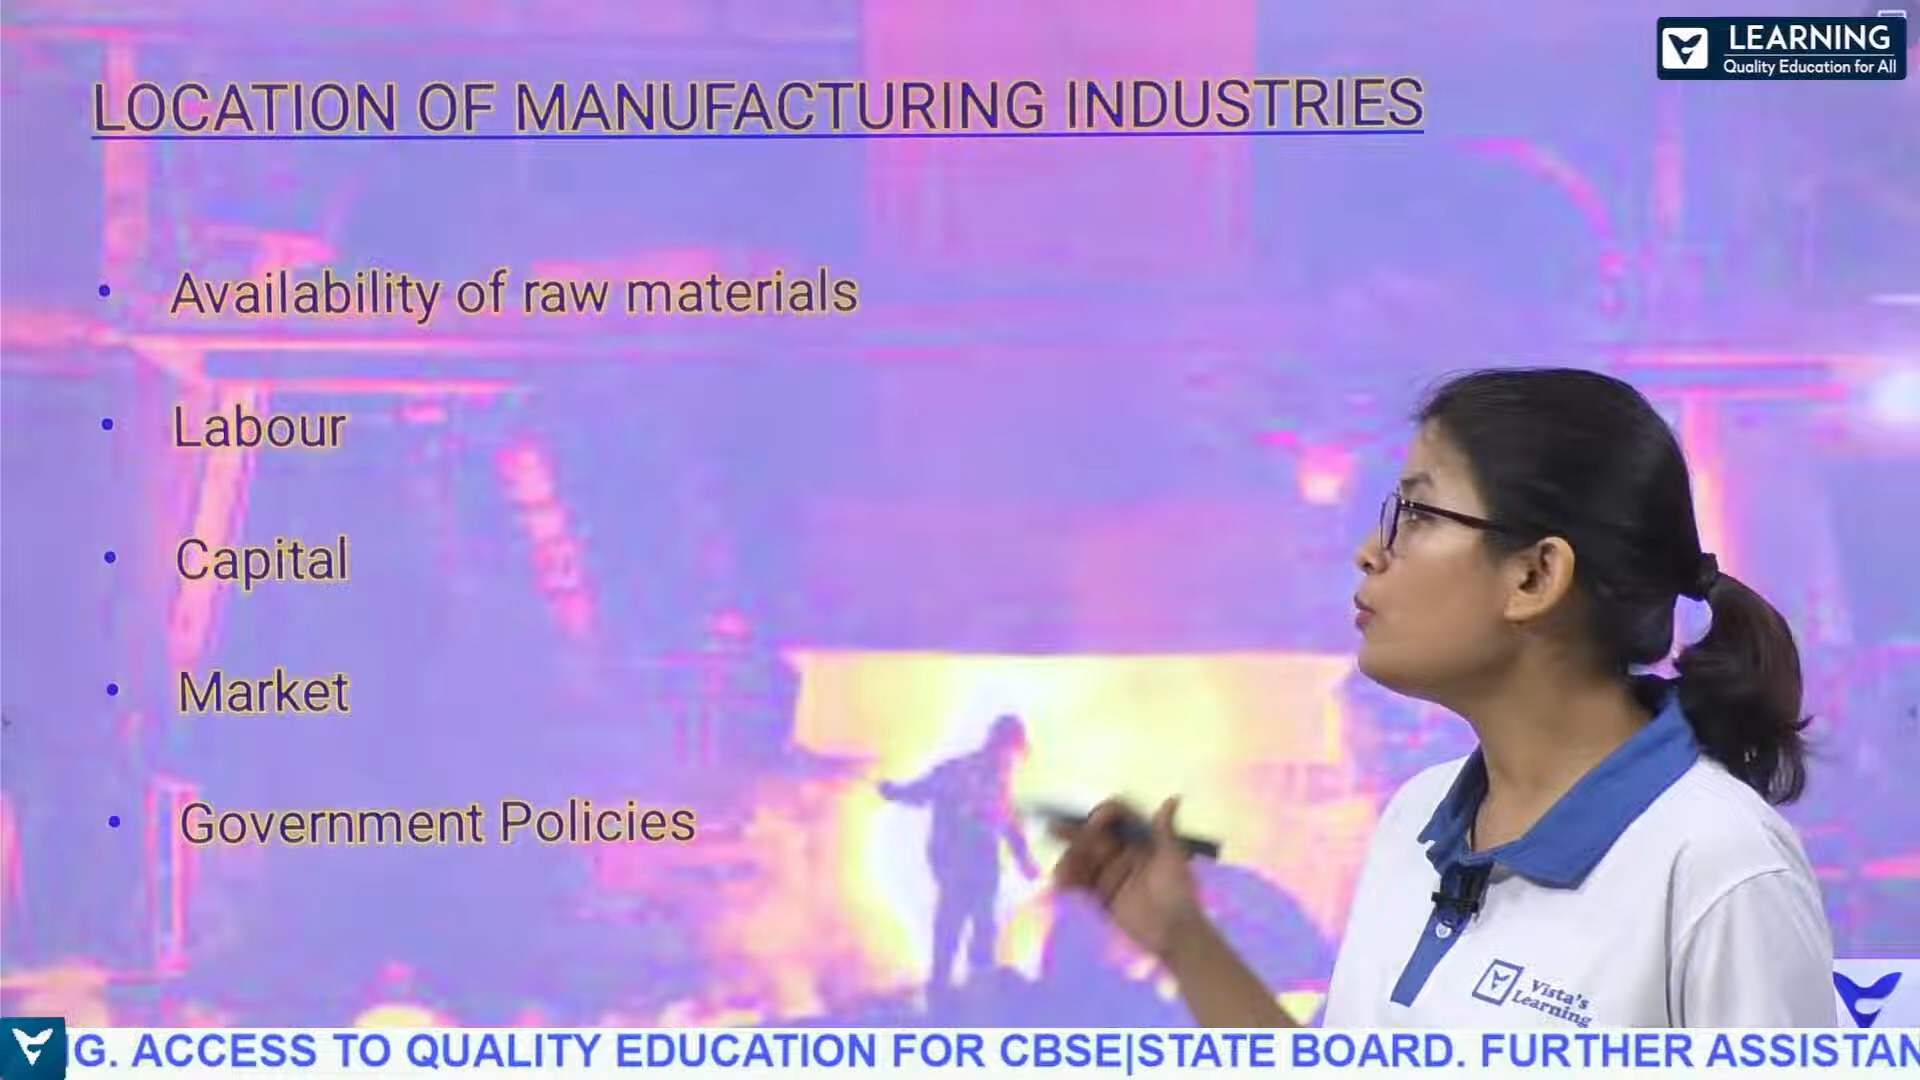 LEARNING
Quality Education for All
LOCATION OF MANUFACTURING INDUSTRIES
• Availability of raw materials
• Labour
• Capital
• Market
• Government Policies
Vista's
Learning
G. ACCESS TO QUALITY EDUCATION FOR CBSE|STATE BOARD. FURTHER ASSISTAN